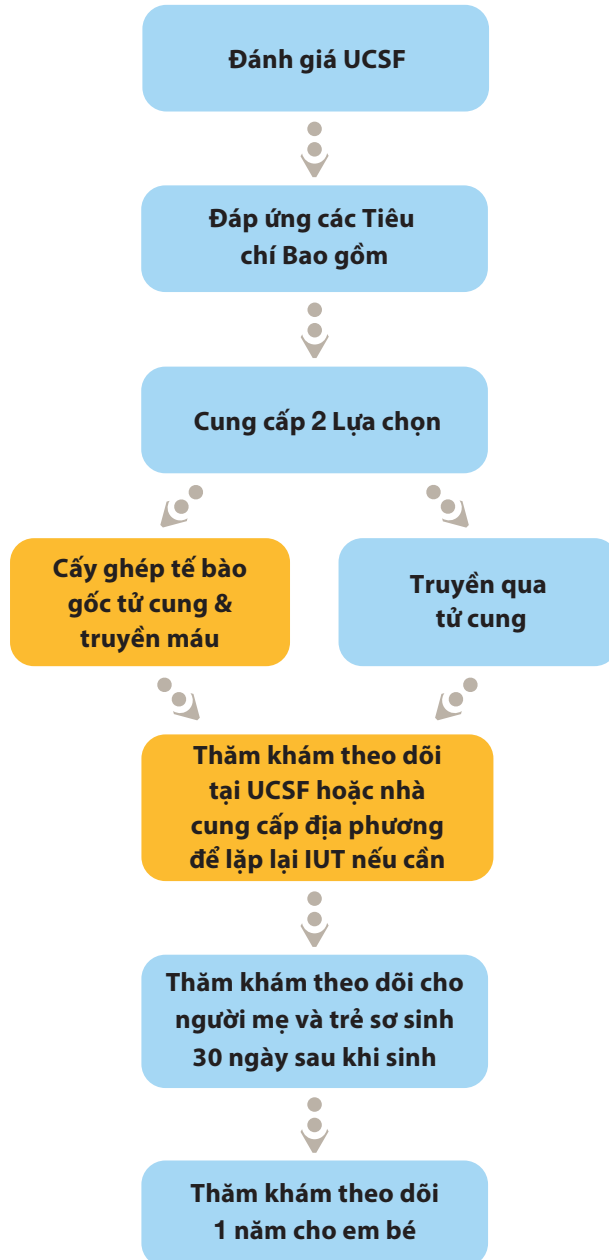 Đánh giá UCSF
Đáp ứng các Tiêu
chí Bao gồm
Cung cấp 2 Lựa chọn
Cấy ghép tế bào
gốc tử cung &
truyền máu
Truyền qua
tử cung
Thăm khám theo dõi
tại UCSF hoặc nhà
cung cấp địa phương
để lặp lại IUT nếu cần
Thăm khám theo dõi cho
người mẹ và trẻ sơ sinh
30 ngày sau khi sinh
Thăm khám theo dõi
1 năm cho em bé